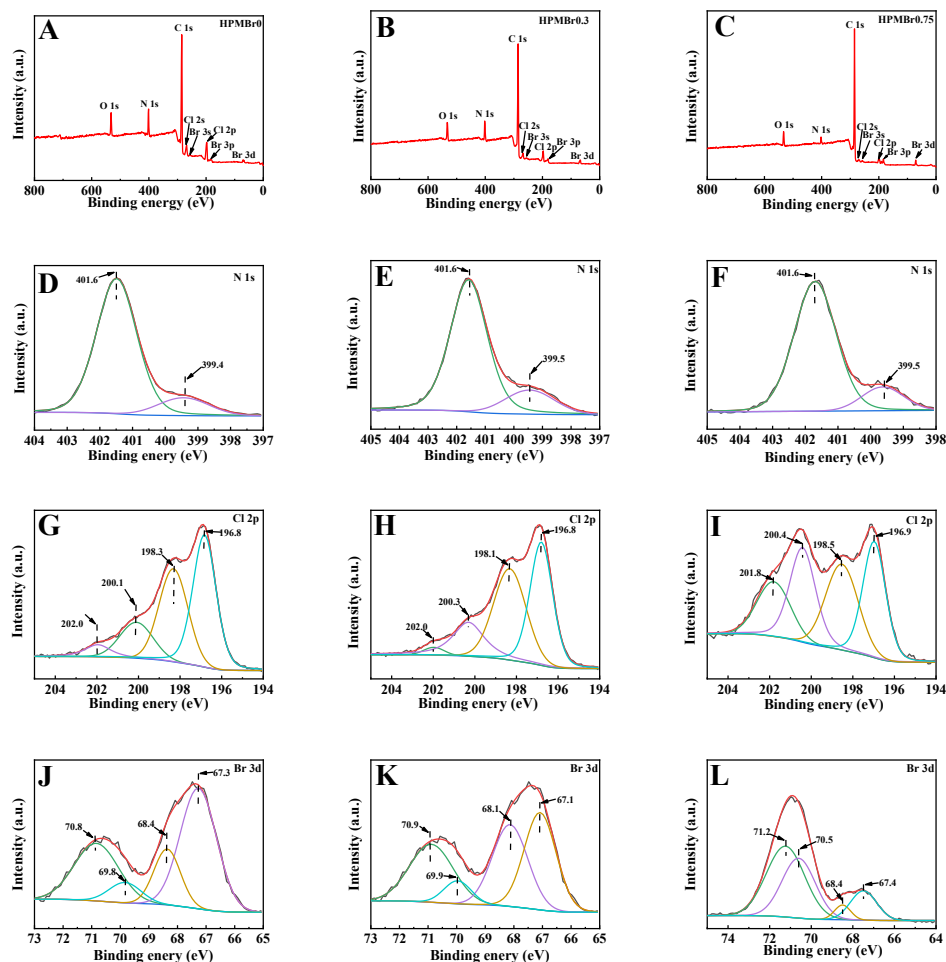 A
HPMBr0
C 1s
O 1s
N 1s
Cl 2s
Br 3s
Cl 2p
Br 3p
Br 3d
Intensity (a.u.)
800 600 400 200 0
Binding energy (eV)
B
HPMBr0.3
C 1s
O 1s
N 1s
Cl 2s
Br 3s
Br 3p
Cl 2p
Br 3d
Intensity (a.u.)
800 600 400 200 0
Binding energy (eV)
C
HPMBr0.75
C 1s
O 1s
N 1s
Cl 2s
Br 3s
Cl 2p
Br 3p
Br 3d
Intensity (a.u.)
800 600 400 200 0
Binding energy (eV)
D
N 1s
401.6
399.4
Intensity (a.u.)
404 403 402 401 400 399 398 397
Binding enery (eV)
E
N 1s
401.6
399.5
Intensity (a.u.)
405 404 403 402 401 400 399 398 397
Binding enery (eV)
F
N 1s
401.6
399.5
Intensity (a.u.)
405 404 403 402 401 400 399 398
Binding enery (eV)
G
Cl 2p
196.8
198.3
200.1
202.0
Intensity (a.u.)
204 202 200 198 196 194
Binding enery (eV)
H
Cl 2p
196.8
198.1
200.3
202.0
Intensity (a.u.)
204 202 200 198 196 194
Binding enery (eV)
I
Cl 2p
200.4
198.5
196.9
201.8
Intensity (a.u.)
204 202 200 198 196 194
Binding enery (eV)
J
Br 3d
67.3
70.8
68.4
69.8
Intensity (a.u.)
73 72 71 70 69 68 67 66 65
Binding enery (eV)
K
Br 3d
67.1
68.1
70.9
69.9
Intensity (a.u.)
73 72 71 70 69 68 67 66 65
Binding enery (eV)
L
Br 3d
71.2
70.5
68.4
67.4
Intensity (a.u.)
74 72 70 68 66 64
Binding enery (eV)